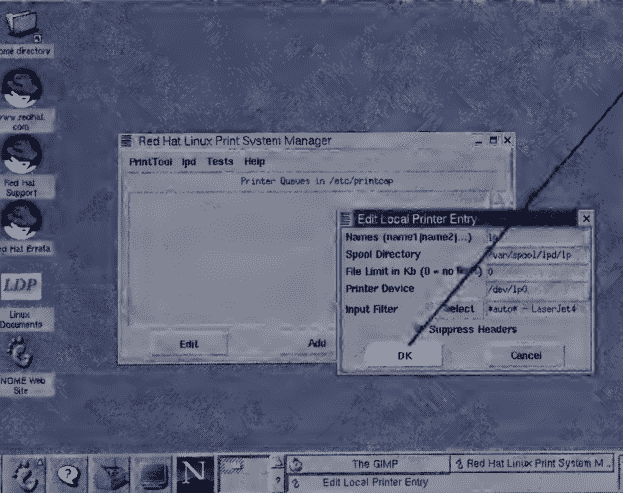 ome directory
www.redhat.
com
Red Hat
Support
ed Hat Errata
LDP
Linux
Documents
NOME Web
Site
Red Hat Linux Print System Manager
PrintTool lpd Tests Help
Printer Queues in /etc/printcap
Edit
Add
Edit Local Printer Entry
Names (name1|name2|...) lp
Spool Directory /var/spool/lpd/lp
File Limit in Kb (0 = no limit) 0
Printer Device /dev/lp0
Input Filter Select *auto* - LaserJet4
Suppress Headers
OK Cancel
N
The GIMP
Red Hat Linux Print System M...
Edit Local Printer Entry